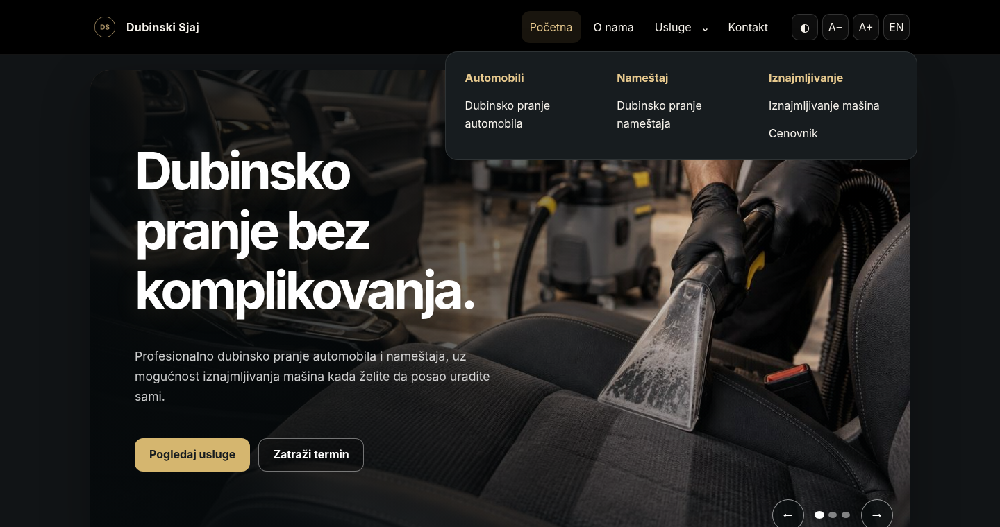 DS
Dubinski Sjaj
Početna
O nama
Usluge
Kontakt
A−
A+
EN
Automobili
Dubinsko pranje
automobila
Nameštaj
Dubinsko pranje
nameštaja
Iznajmljivanje
Iznajmljivanje mašina
Cenovnik
Dubinsko
pranje bez
komplikovanja.
Profesionalno dubinsko pranje automobila i nameštaja, uz
mogućnost iznajmljivanja mašina kada želite da posao uradite
sami.
Pogledaj usluge
Zatraži termin
← →